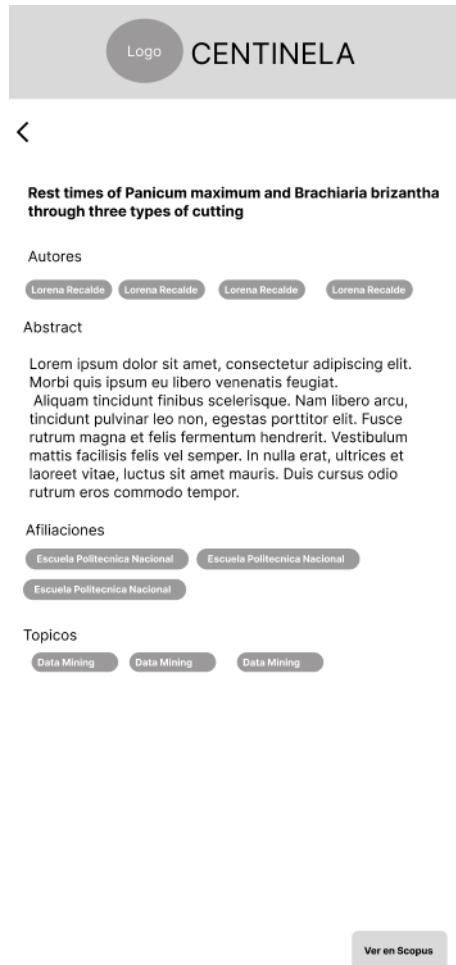 Logo CENTINELA
Rest times of Panicum maximum and Brachiaria brizantha
through three types of cutting
Autores
Lorena Recalde Lorena Recalde Lorena Recalde Lorena Recalde
Abstract
Lorem ipsum dolor sit amet, consectetur adipiscing elit.
Morbi quis ipsum eu libero venenatis feugiat.
Aliquam tincidunt finibus scelerisque. Nam libero arcu,
tincidunt pulvinar leo non, egestas porttitor elit. Fusce
rutrum magna et felis fermentum hendrerit. Vestibulum
mattis facilisis felis vel semper. In nulla erat, ultrices et
laoreet vitae, luctus sit amet mauris. Duis cursus odio
rutrum eros commodo tempor.
Afiliaciones
Escuela Politecnica Nacional Escuela Politecnica Nacional
Escuela Politecnica Nacional
Topicos
Data Mining Data Mining Data Mining
Ver en Scopus